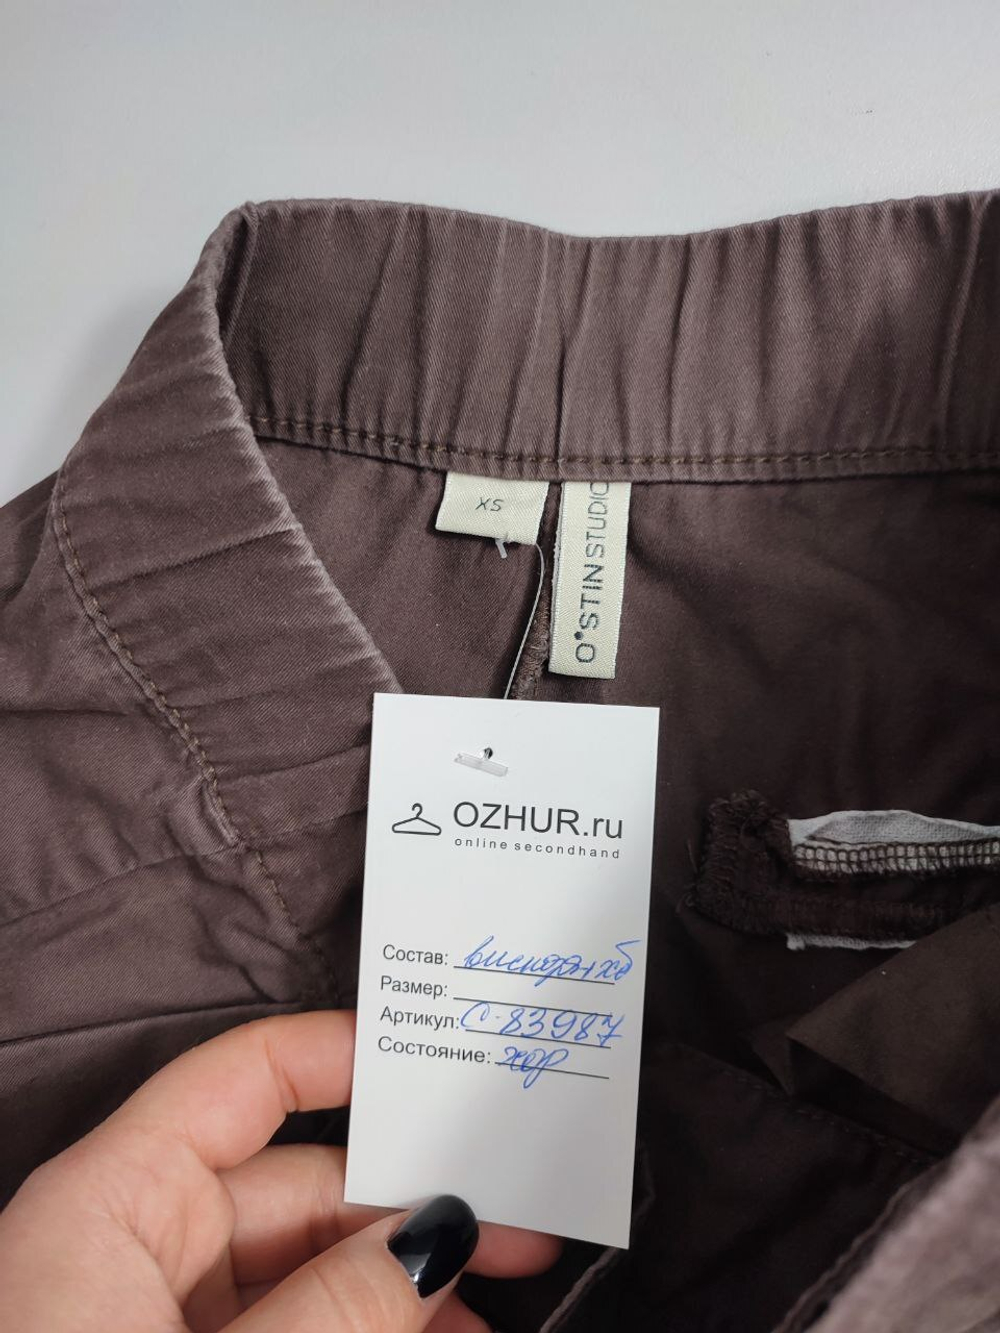 XS
O'STIN STUDIO
OZHUR.ru
online secondhand
Состав: вискоза+хб
Размер:
Артикул: С-83987
Состояние: хор